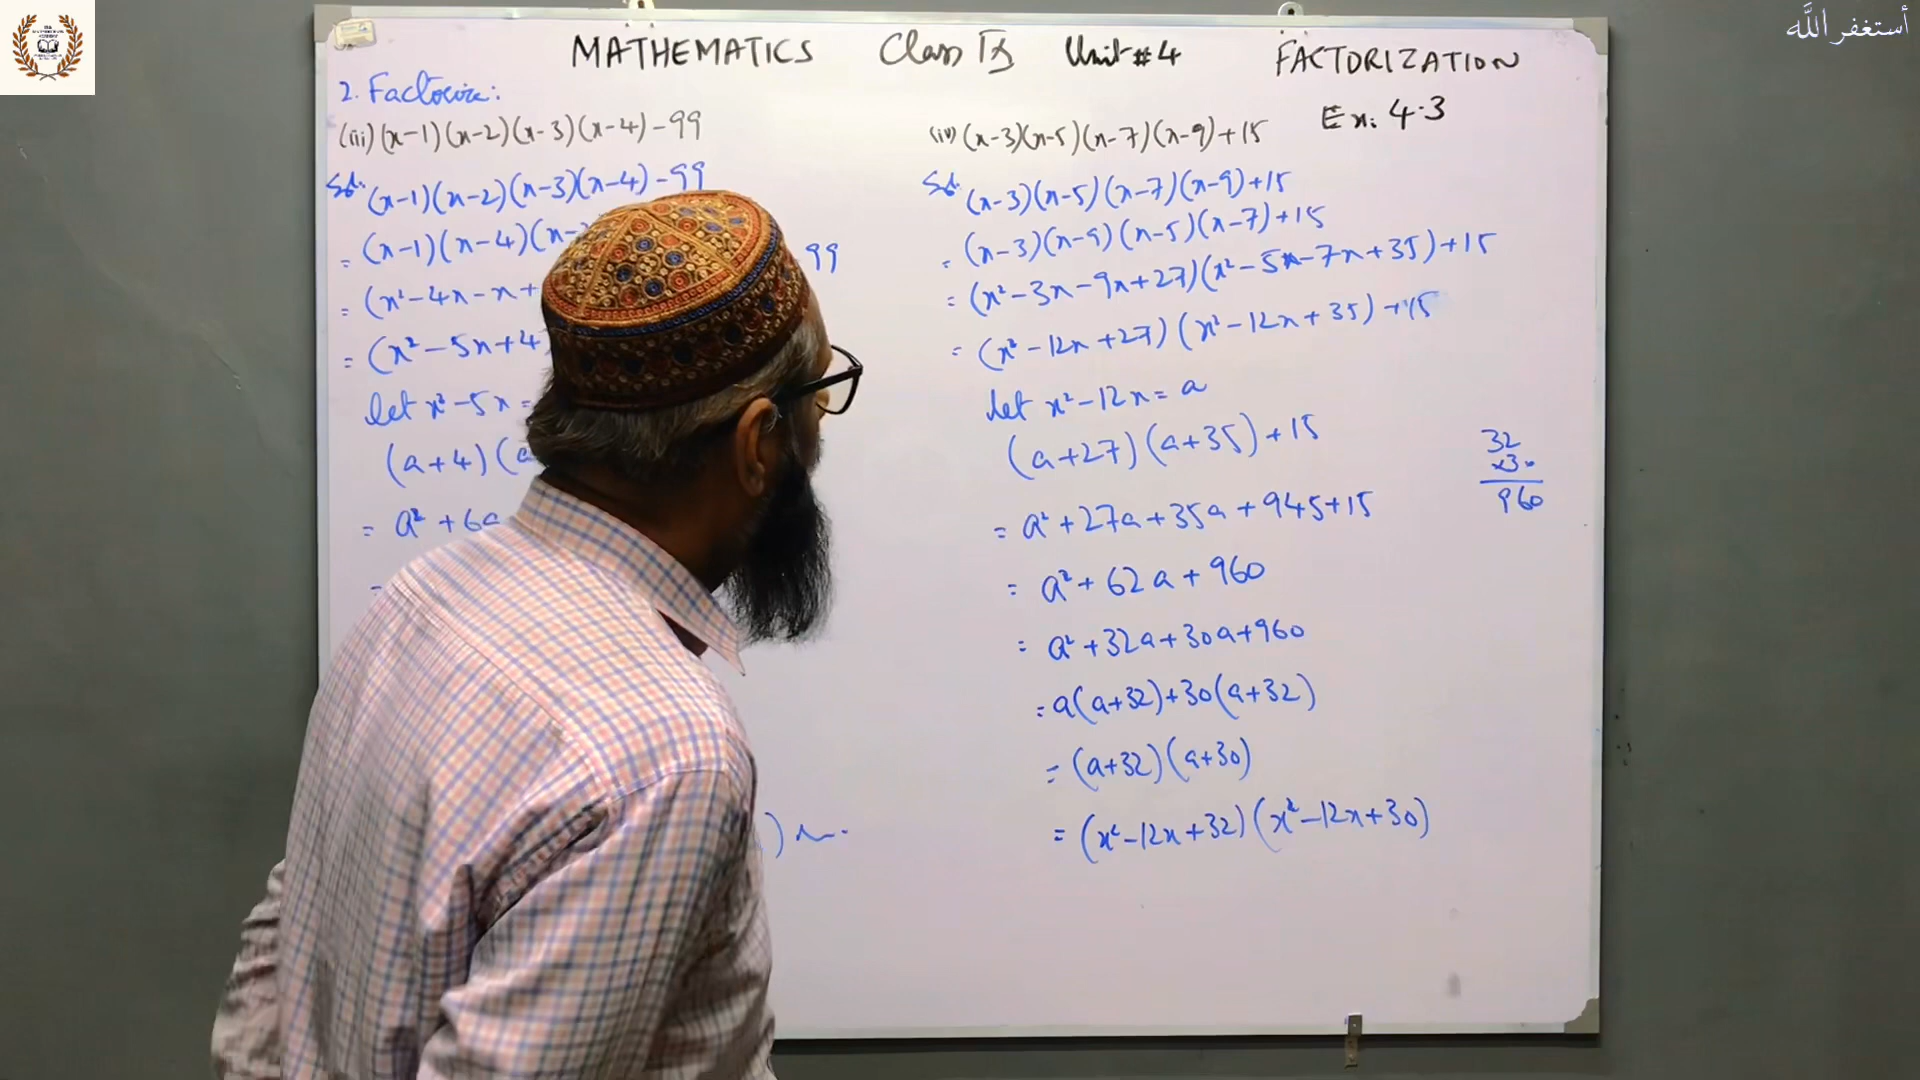 أستغفر الله
MATHEMATICS Class IX Unit #4 FACTORIZATION
Ex: 4.3
2. Factorize:
(iii) (x-1)(x-2)(x-3)(x-4)-99
Sol: (x-1)(x-2)(x-3)(x-4)-99
= (x-1)(x-4)(x- 99
= (x²-4x-x+
= (x²-5x+4
let x²-5x=
(a+4)(a
= a²+6a
=
)
(iv) (x-3)(x-5)(x-7)(x-9)+15
Sol: (x-3)(x-5)(x-7)(x-9)+15
= (x-3)(x-9)(x-5)(x-7)+15
= (x²-3x-9x+27)(x²-5x-7x+35)+15
= (x²-12x+27)(x²-12x+35)+15
let x²-12x=a
(a+27)(a+35)+15
= a²+27a+35a+945+15
= a²+62a+960
= a²+32a+30a+960
= a(a+32)+30(a+32)
= (a+32)(a+30)
= (x²-12x+32)(x²-12x+30)
32
x30
960